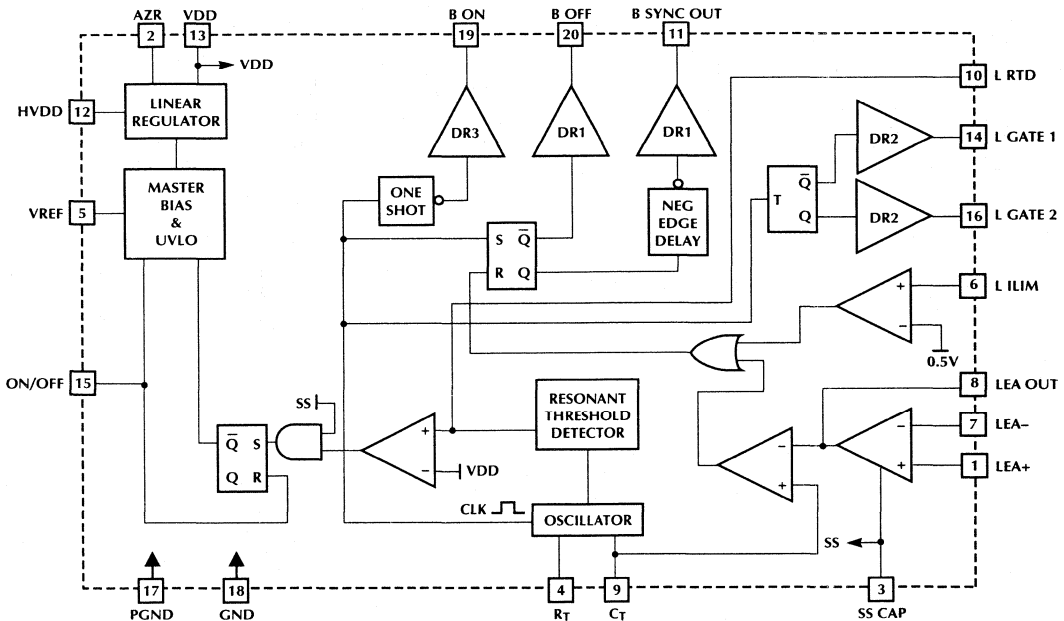 AZR VDD B ON B OFF B SYNC OUT
2 13 19 20 11
VDD
10 L RTD
HVDD 12 LINEAR
REGULATOR
DR3 DR1 DR1 DR2 14 L GATE 1
VREF 5 MASTER
BIAS
&
UVLO
ONE
SHOT
NEG
EDGE
DELAY
T Q̅
Q
DR2 16 L GATE 2
S Q̅
R Q
+ 6 L ILIM
−
0.5V
ON/OFF 15
8 LEA OUT
SS
RESONANT
THRESHOLD
DETECTOR
− 7 LEA−
+ 1 LEA+
Q̅ S
Q R
+
− VDD
−
+
CLK OSCILLATOR
SS
17 18 4 9 3
PGND GND RT CT SS CAP